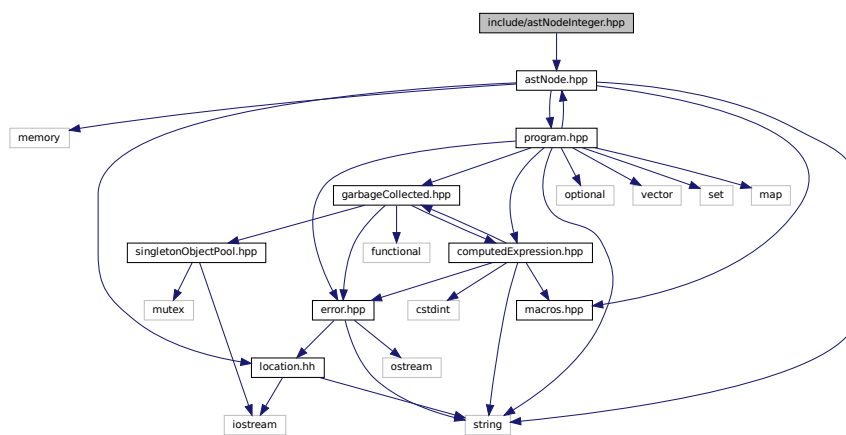 include/astNodeInteger.hpp
astNode.hpp
memory
program.hpp
garbageCollected.hpp
optional
vector
set
map
singletonObjectPool.hpp
functional
computedExpression.hpp
mutex
error.hpp
cstdint
macros.hpp
location.hh
ostream
iostream
string